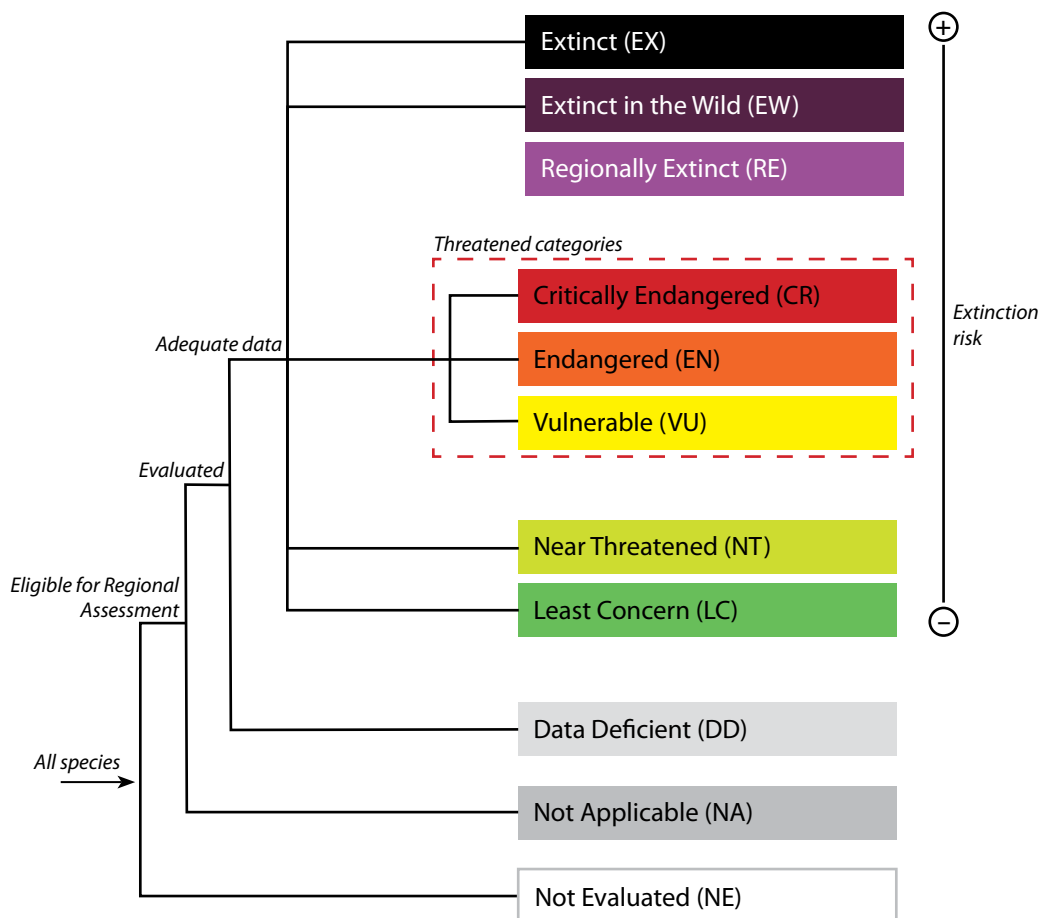 Extinct (EX)
Extinct in the Wild (EW)
Regionally Extinct (RE)
Threatened categories
Critically Endangered (CR)
Endangered (EN)
Vulnerable (VU)
Adequate data
Extinction
risk
Evaluated
Near Threatened (NT)
Least Concern (LC)
Eligible for Regional
Assessment
Data Deficient (DD)
All species
Not Applicable (NA)
Not Evaluated (NE)